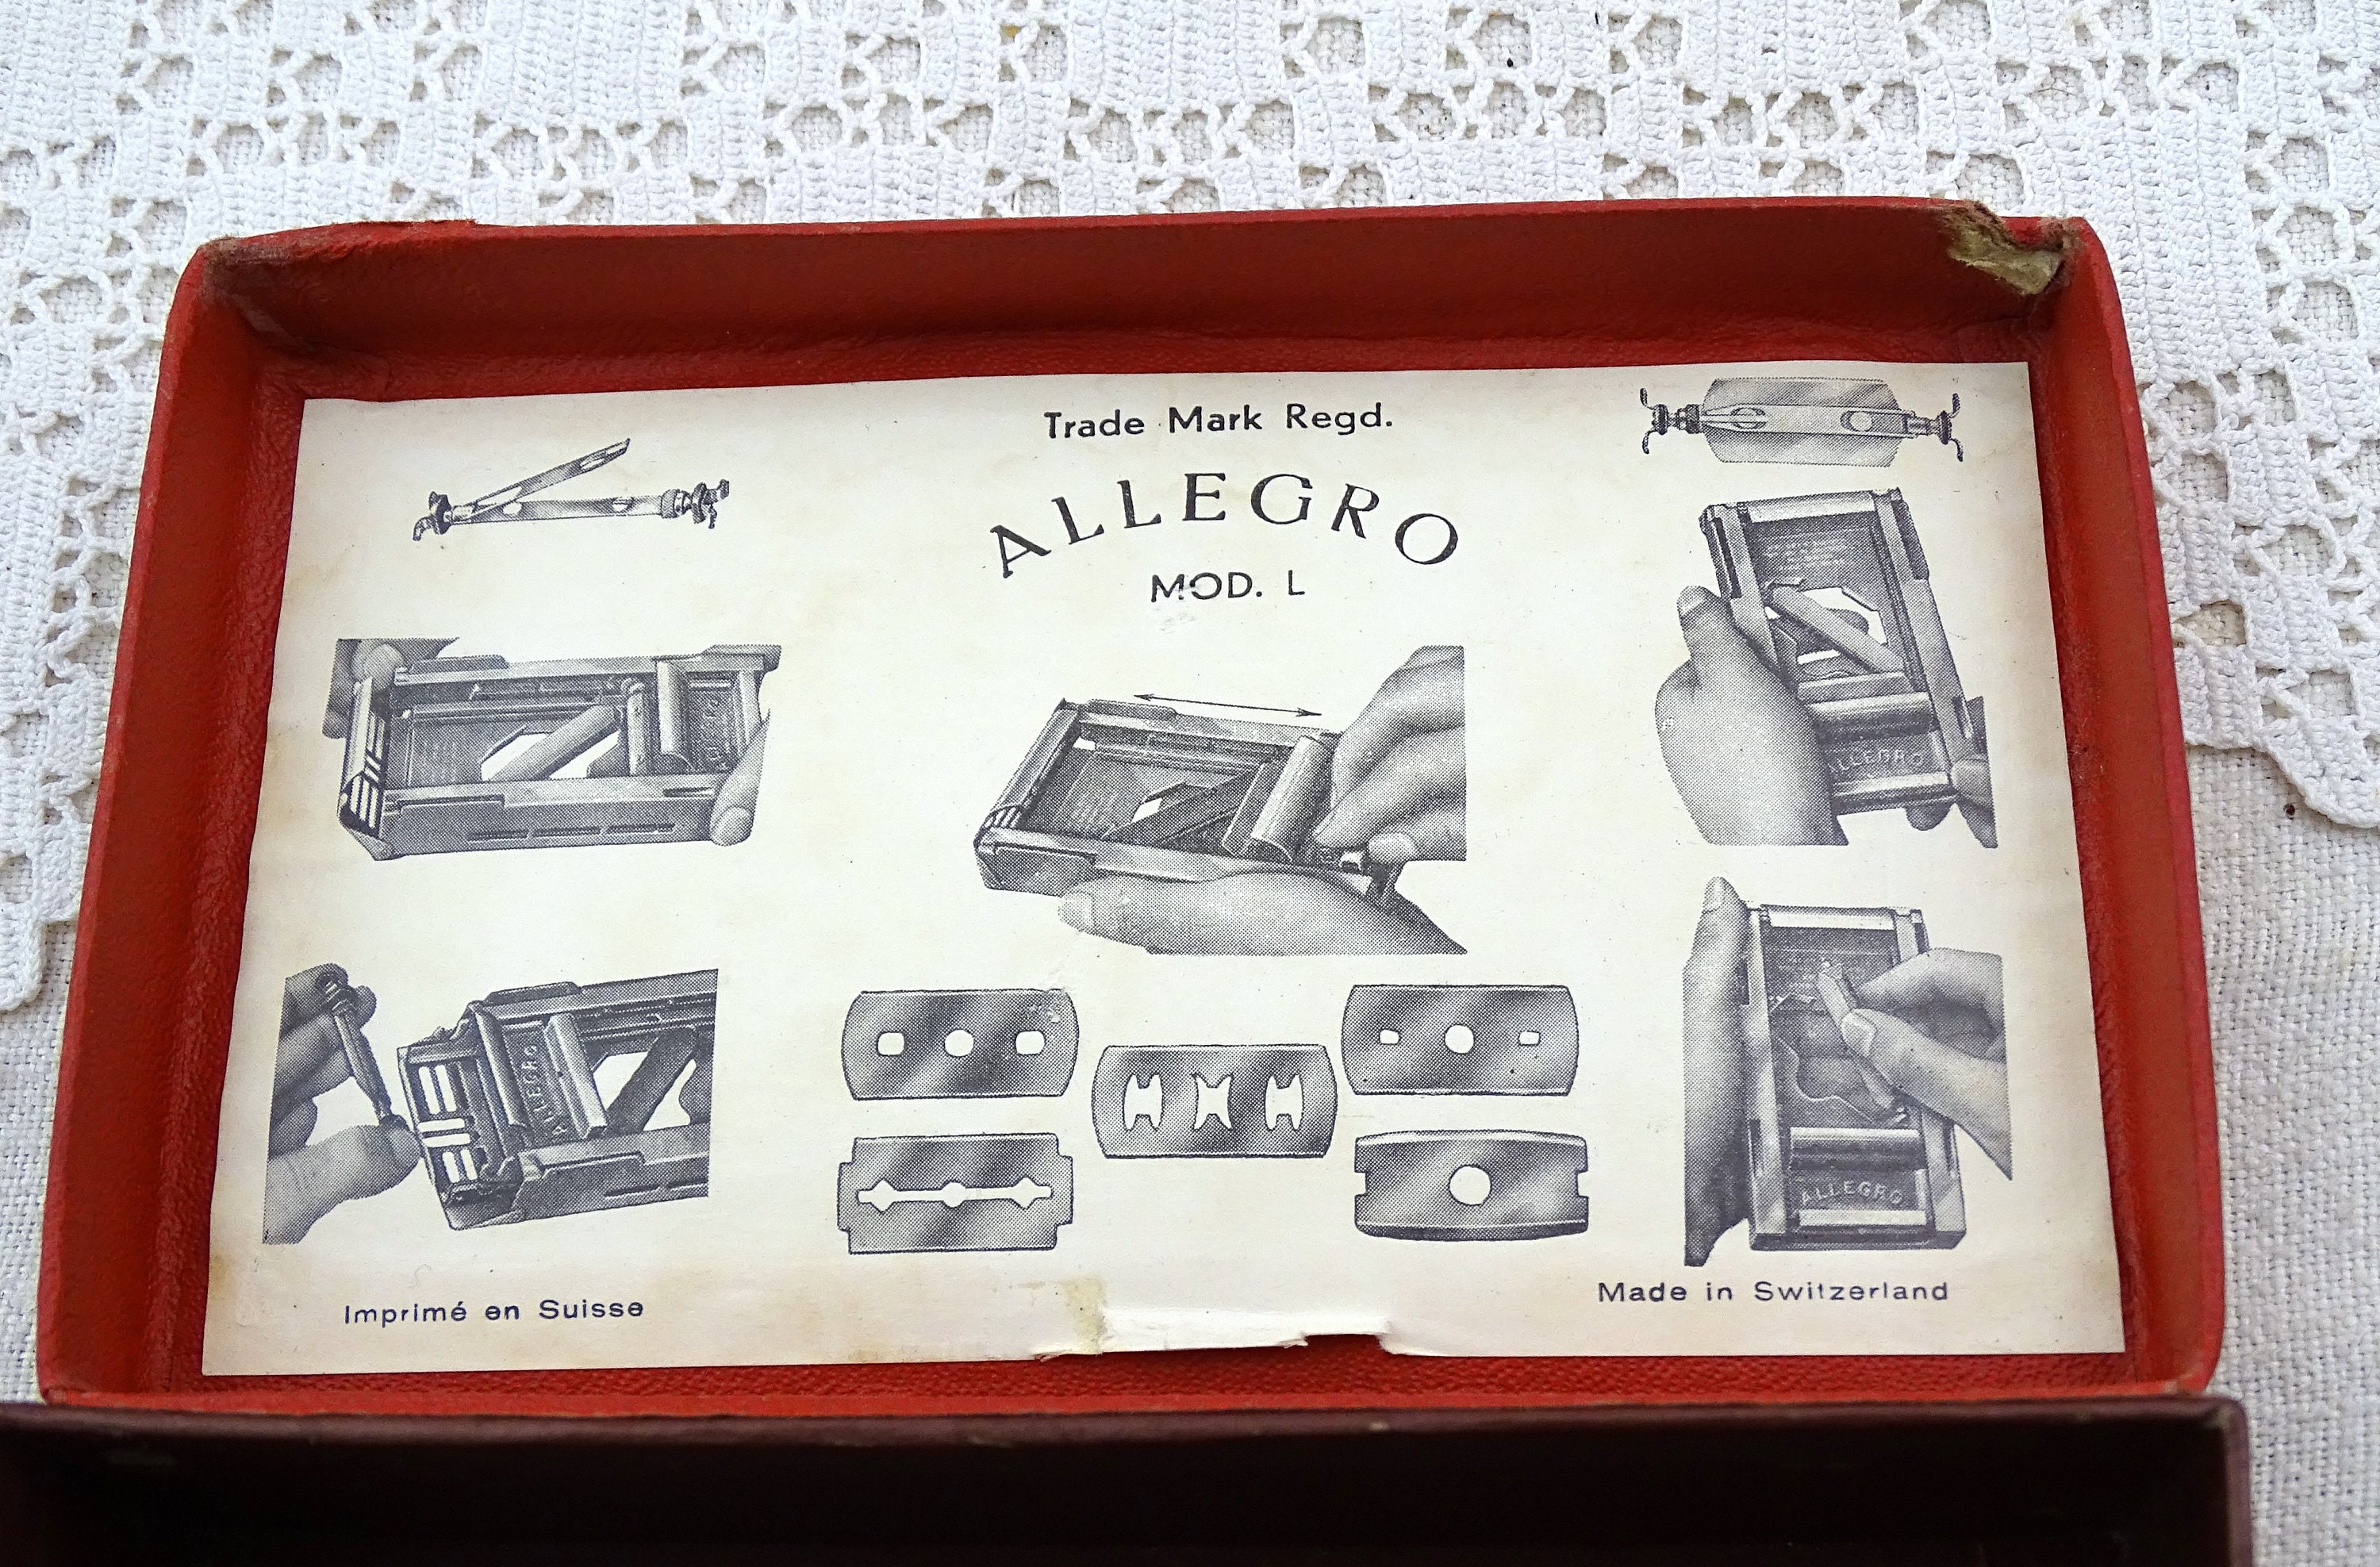 Trade Mark Regd.
ALLEGRO
MOD. L
ALLEGRO
ALLEGRO
ALLEGRO
Imprimé en Suisse
Made in Switzerland